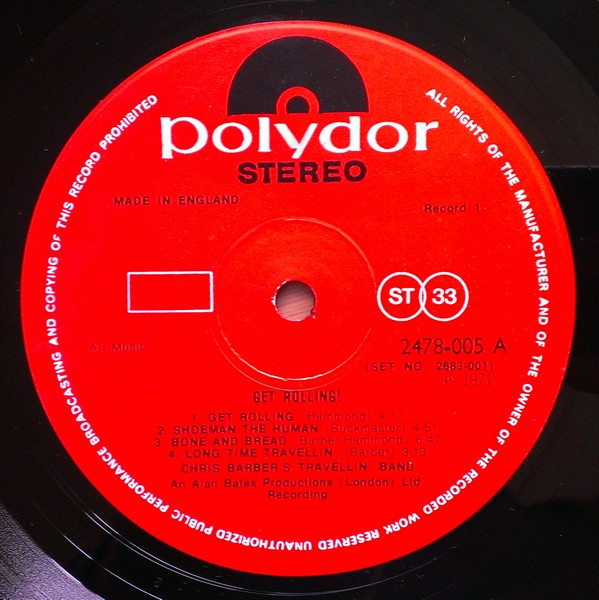 polydor
STEREO
MADE IN ENGLAND
Record 1
ST 33
2478-005 A
(SET NO. 2683-001)
P 1971
GET ROLLING!
1. GET ROLLING (Hammond)
2. SHOEMAN THE HUMAN (Buckmaster) 4:51
3. BONE AND BREAD (Barber/Hammond) 6:47
4. LONG TIME TRAVELLIN' (Barber) 3:13
CHRIS BARBER'S TRAVELLIN' BAND
An Alan Bates Productions (London) Ltd
Recording
ALL RIGHTS OF THE MANUFACTURER AND OF THE OWNER OF THE RECORDED WORK RESERVED UNAUTHORIZED PUBLIC PERFORMANCE BROADCASTING AND COPYING OF THIS RECORD PROHIBITED